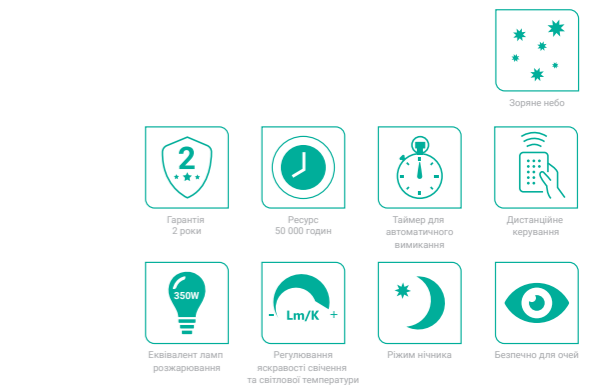 Зоряне небо
2
Гарантія
2 роки
Ресурс
50 000 годин
Таймер для
автоматичного
вимикання
Дистанційне
керування
350W
Еквівалент ламп
розжарювання
- Lm/K +
Регулювання
яскравості свічення
та світлової температури
Ріжим нічника
Безпечно для очей